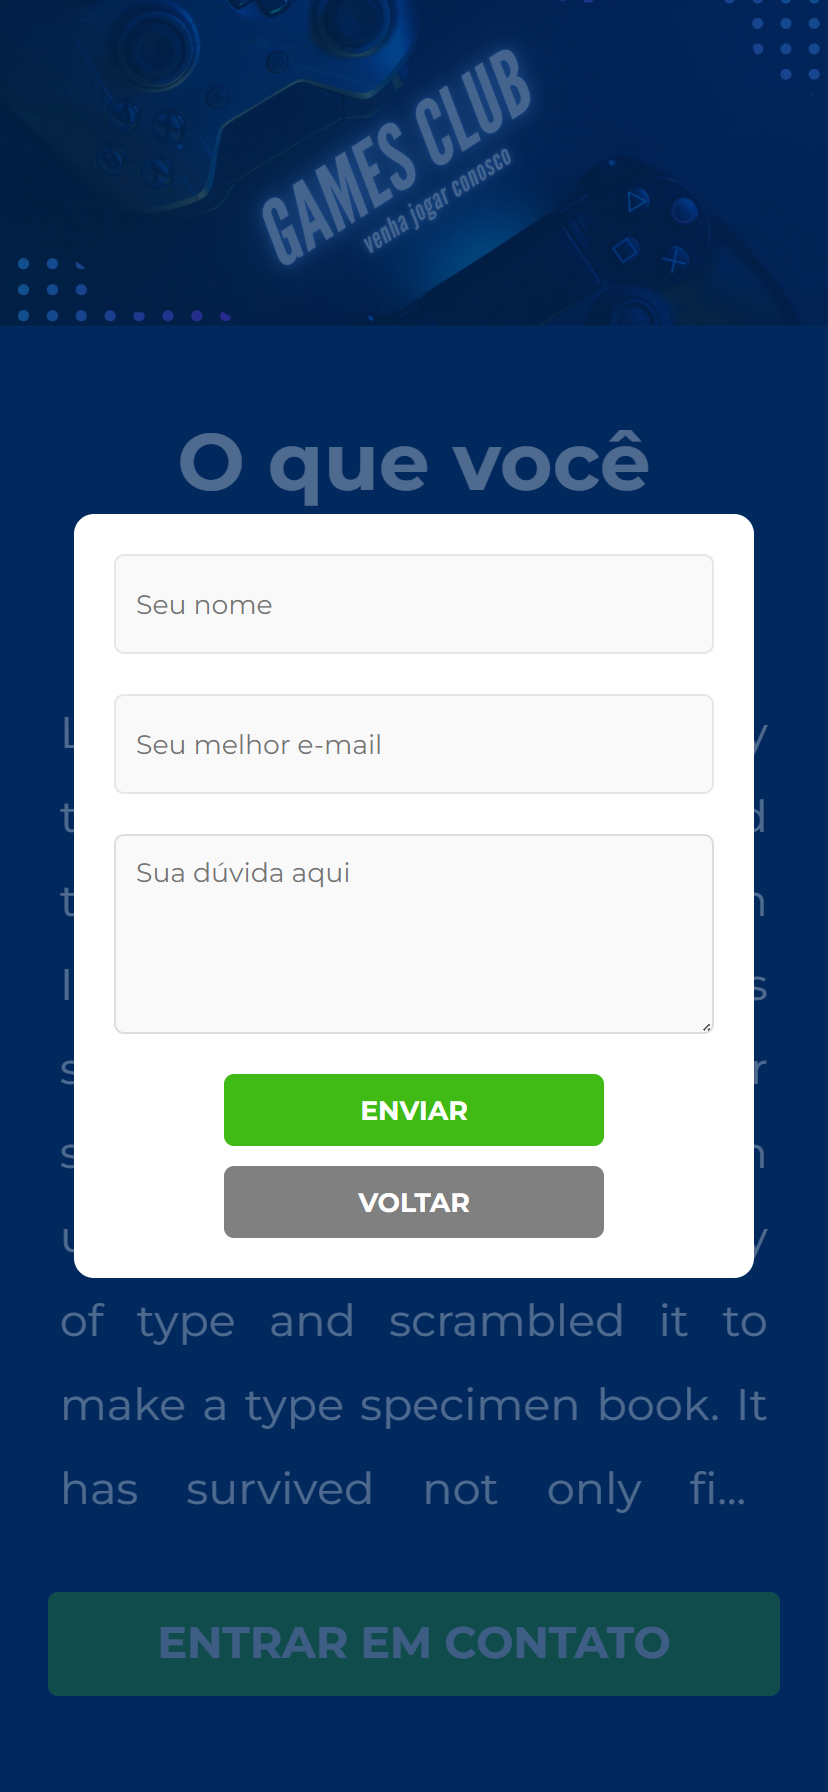 GAMES CLUB
venha jogar conosco
O que você
Seu nome
Seu melhor e-mail
Sua dúvida aqui
ENVIAR
VOLTAR
of type and scrambled it to
make a type specimen book. It
has survived not only fi...
ENTRAR EM CONTATO